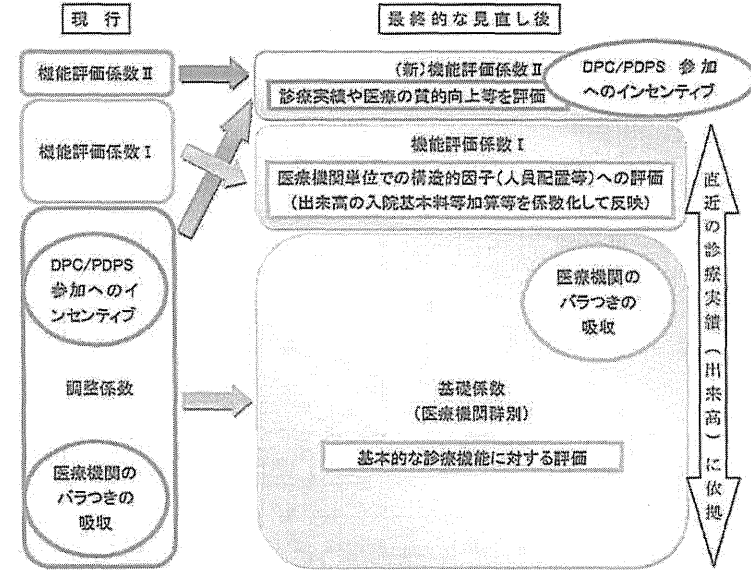 現 行
最終的な見直し後
機能評価係数Ⅱ
(新)機能評価係数Ⅱ
診療実績や医療の質的向上等を評価
DPC/PDPS 参加
へのインセンティブ
機能評価係数Ⅰ
機能評価係数Ⅰ
医療機関単位での構造的因子(人員配置等)への評価
(出来高の入院基本料等加算等を係数化して反映)
DPC/PDPS
参加へのイ
ンセンティブ
調整係数
医療機関の
バラつきの
吸収
医療機関の
バラつきの
吸収
基礎係数
(医療機関群別)
基本的な診療機能に対する評価
直近の診療実績(出来高)に依拠